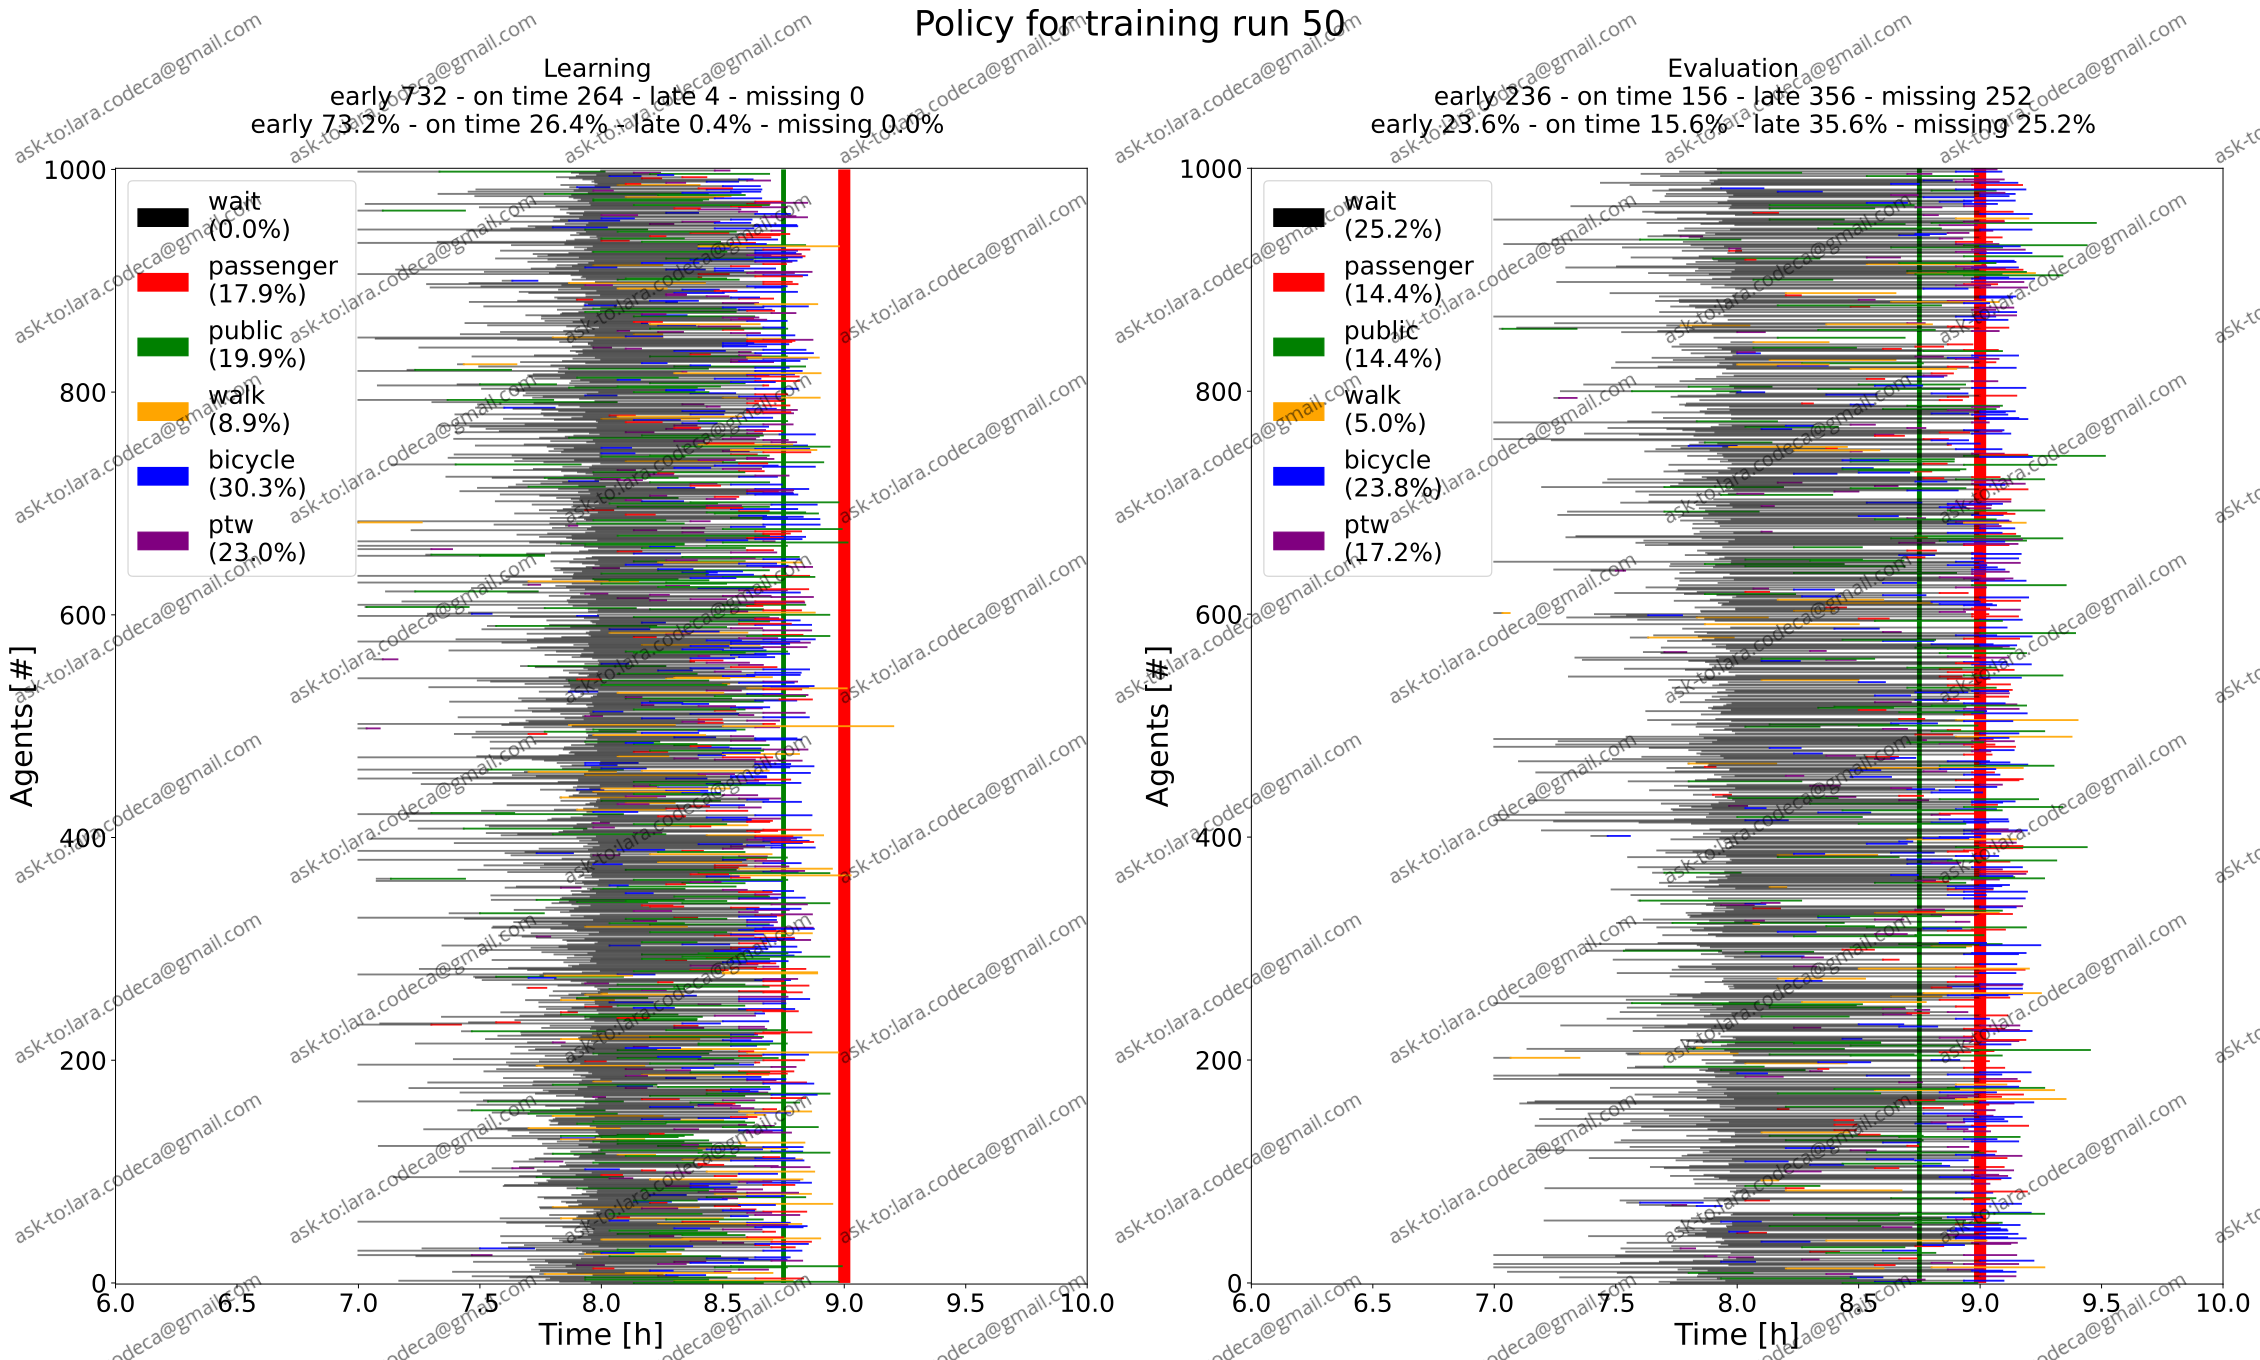 Policy for training run 50
Learning
early 732 - on time 264 - late 4 - missing 0
early 73.2% - on time 26.4% - late 0.4% - missing 0.0%
1000
800
600
400
200
0
Agents [#]
wait
(0.0%)
passenger
(17.9%)
public
(19.9%)
walk
(8.9%)
bicycle
(30.3%)
ptw
(23.0%)
6.0 6.5 7.0 7.5 8.0 8.5 9.0 9.5 10.0
Time [h]
Evaluation
early 236 - on time 156 - late 356 - missing 252
early 23.6% - on time 15.6% - late 35.6% - missing 25.2%
1000
800
600
400
200
0
Agents [#]
wait
(25.2%)
passenger
(14.4%)
public
(14.4%)
walk
(5.0%)
bicycle
(23.8%)
ptw
(17.2%)
6.0 6.5 7.0 7.5 8.0 8.5 9.0 9.5 10.0
Time [h]
ask-to:lara.codeca@gmail.com